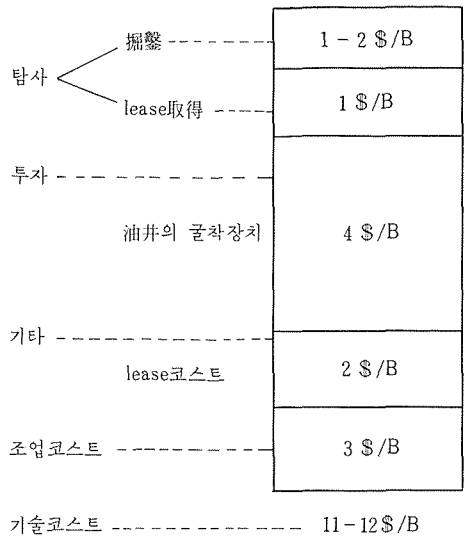 掘鑿 1-2 $/B
탐사
lease取得 1 $/B
투자
油井의 굴착장치 4 $/B
기타
lease코스트 2 $/B
조업코스트 3 $/B
기술코스트 11-12$/B